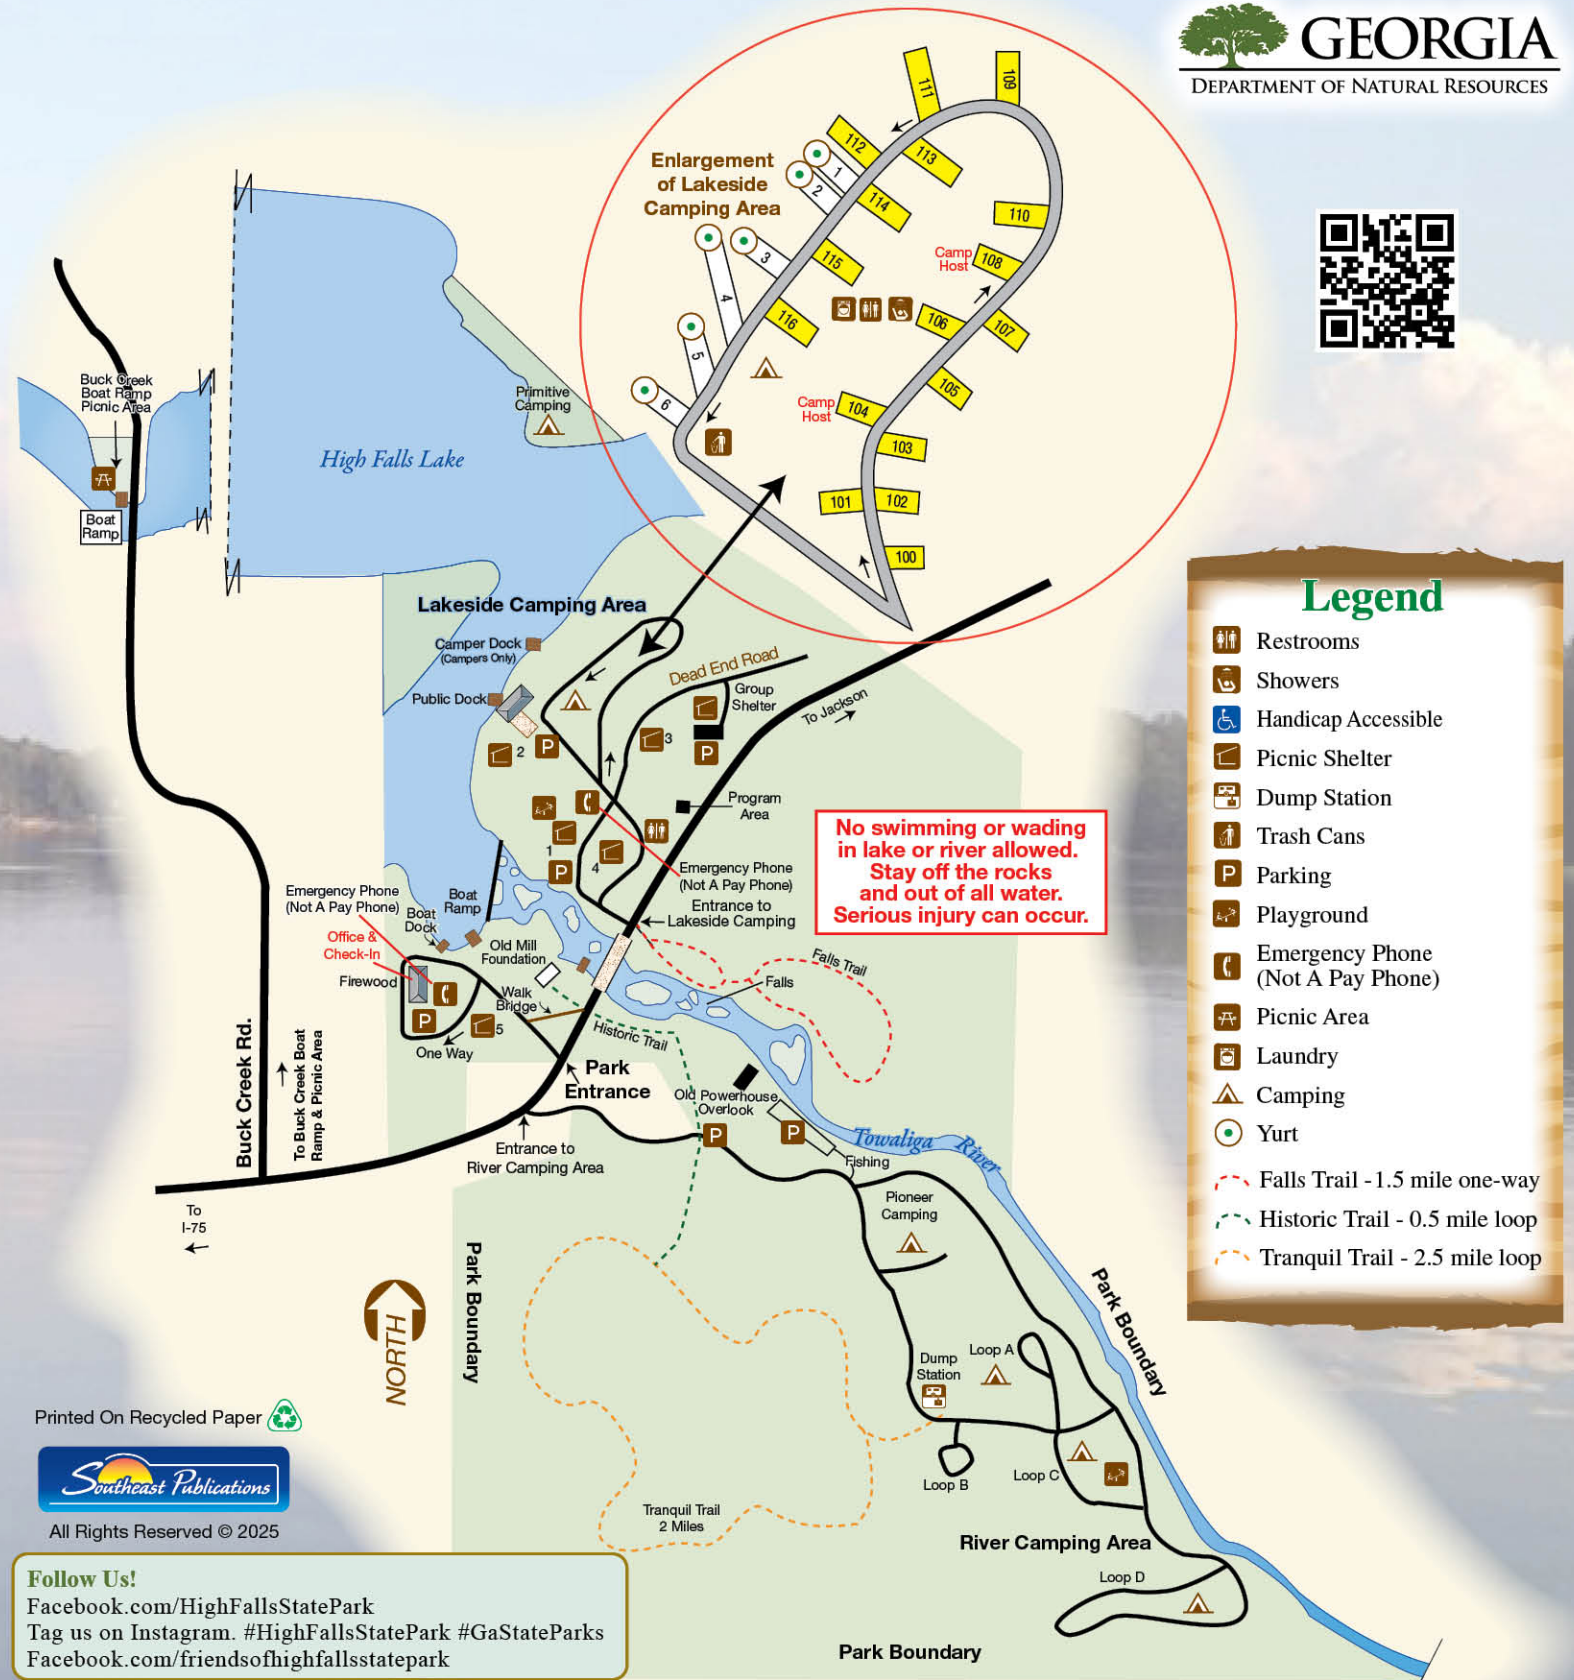 GEORGIA
DEPARTMENT OF NATURAL RESOURCES
Enlargement
of Lakeside
Camping Area
111
109
112
113
1
2
114
110
3
115
Camp
Host
108
4
116
106
107
5
105
6
Camp
Host
104
103
101
102
100
Buck Creek
Boat Ramp
Picnic Area
Boat
Ramp
High Falls Lake
Primitive
Camping
Lakeside Camping Area
Camper Dock
(Campers Only)
Public Dock
Dead End Road
Group
Shelter
To Jackson
2
P
3
P
Program
Area
1
4
P
Emergency Phone
(Not A Pay Phone)
Entrance to
Lakeside Camping
No swimming or wading
in lake or river allowed.
Stay off the rocks
and out of all water.
Serious injury can occur.
Emergency Phone
(Not A Pay Phone)
Boat
Ramp
Boat
Dock
Office &
Check-In
Firewood
Old Mill
Foundation
Walk
Bridge
P
5
One Way
Falls Trail
Falls
Historic Trail
Park
Entrance
Old Powerhouse
Overlook
P
P
Entrance to
River Camping Area
Towaliga River
Fishing
Buck Creek Rd.
To Buck Creek Boat
Ramp & Picnic Area
To
I-75
Pioneer
Camping
Park Boundary
NORTH
Park Boundary
Dump
Station
Loop A
Loop B
Loop C
Tranquil Trail
2 Miles
River Camping Area
Loop D
Park Boundary
Legend
Restrooms
Showers
Handicap Accessible
Picnic Shelter
Dump Station
Trash Cans
P Parking
Playground
Emergency Phone
(Not A Pay Phone)
Picnic Area
Laundry
Camping
Yurt
Falls Trail -1.5 mile one-way
Historic Trail - 0.5 mile loop
Tranquil Trail - 2.5 mile loop
Printed On Recycled Paper
Southeast Publications
All Rights Reserved © 2025
Follow Us!
Facebook.com/HighFallsStatePark
Tag us on Instagram. #HighFallsStatePark #GaStateParks
Facebook.com/friendsofhighfallsstatepark